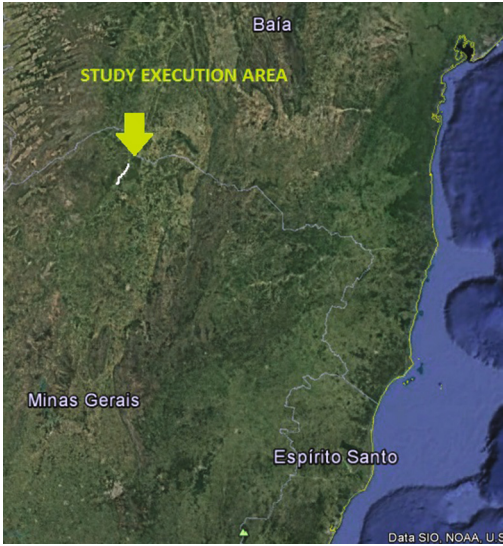 Baía
STUDY EXECUTION AREA
Minas Gerais
Espírito Santo
Data SIO, NOAA, U.S